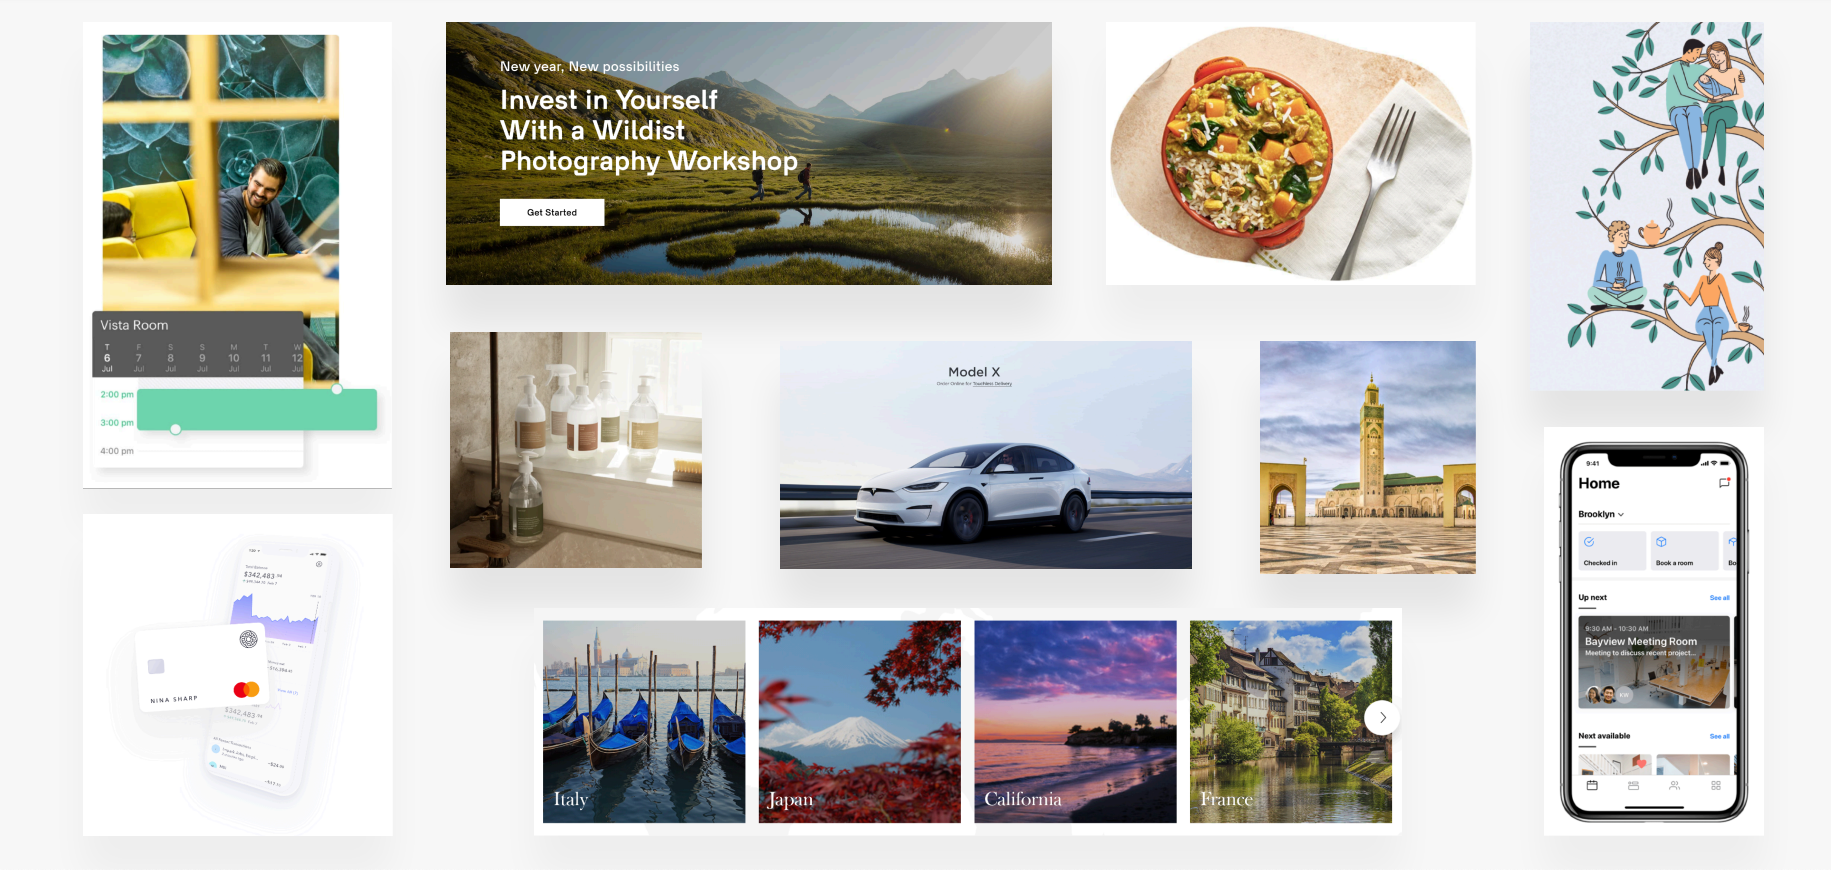 Vista Room
T F S S M T W
6 7 8 9 10 11 12
Jul Jul Jul Jul Jul Jul Jul
2:00 pm
3:00 pm
4:00 pm
New year, New possibilities
Invest in Yourself
With a Wildist
Photography Workshop
Get Started
Model X
Order Online for Touchless Delivery
9:41
Home
Brooklyn
Checked in
Book a room
Bo
Up next
See all
9:30 AM – 10:30 AM
Bayview Meeting Room
Meeting to discuss recent project...
Next available
See all
Total Balance
$342,483
NINA SHARP
$342,483
Italy
Japan
California
France